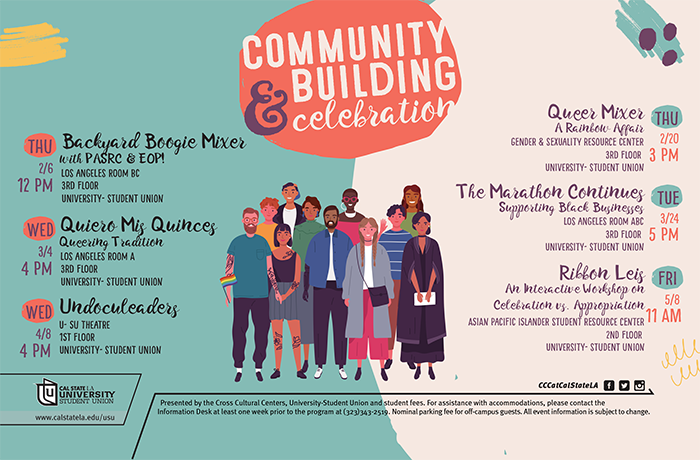 COMMUNITY
& BUILDING
celebration
THU
2/6
12 PM
Backyard Boogie Mixer
with PASRC & EOP!
LOS ANGELES ROOM BC
3RD FLOOR
UNIVERSITY- STUDENT UNION
WED
3/4
4 PM
Quiero Mis Quinces
Queering Tradition
LOS ANGELES ROOM A
3RD FLOOR
UNIVERSITY- STUDENT UNION
WED
4/8
4 PM
Undoculeaders
U- SU THEATRE
1ST FLOOR
UNIVERSITY- STUDENT UNION
Queer Mixer
A Rainbow Affair
GENDER & SEXUALITY RESOURCE CENTER
3RD FLOOR
UNIVERSITY- STUDENT UNION
THU
2/20
3 PM
The Marathon Continues
Supporting Black Businesses
LOS ANGELES ROOM ABC
3RD FLOOR
UNIVERSITY- STUDENT UNION
TUE
3/24
5 PM
Ribbon Leis
An Interactive Workshop on
Celebration vs. Appropriation
ASIAN PACIFIC ISLANDER STUDENT RESOURCE CENTER
2ND FLOOR
UNIVERSITY- STUDENT UNION
FRI
5/8
11 AM
CAL STATE LA
UNIVERSITY
STUDENT UNION
www.calstatela.edu/usu
CCCatCalStateLA
Presented by the Cross Cultural Centers, University-Student Union and student fees. For assistance with accommodations, please contact the
Information Desk at least one week prior to the program at (323)343-2519. Nominal parking fee for off-campus guests. All event information is subject to change.